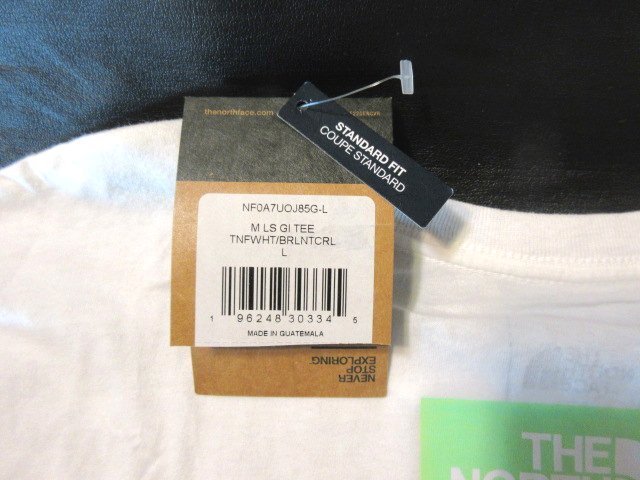 thenorthface.com
STANDARD FIT
COUPE STANDARD
NF0A7UOJ85G-L
M LS GI TEE
TNFWHT/BRLNTCRL
L
1 96248 30334 5
MADE IN GUATEMALA
NEVER
STOP
EXPLORING
THE